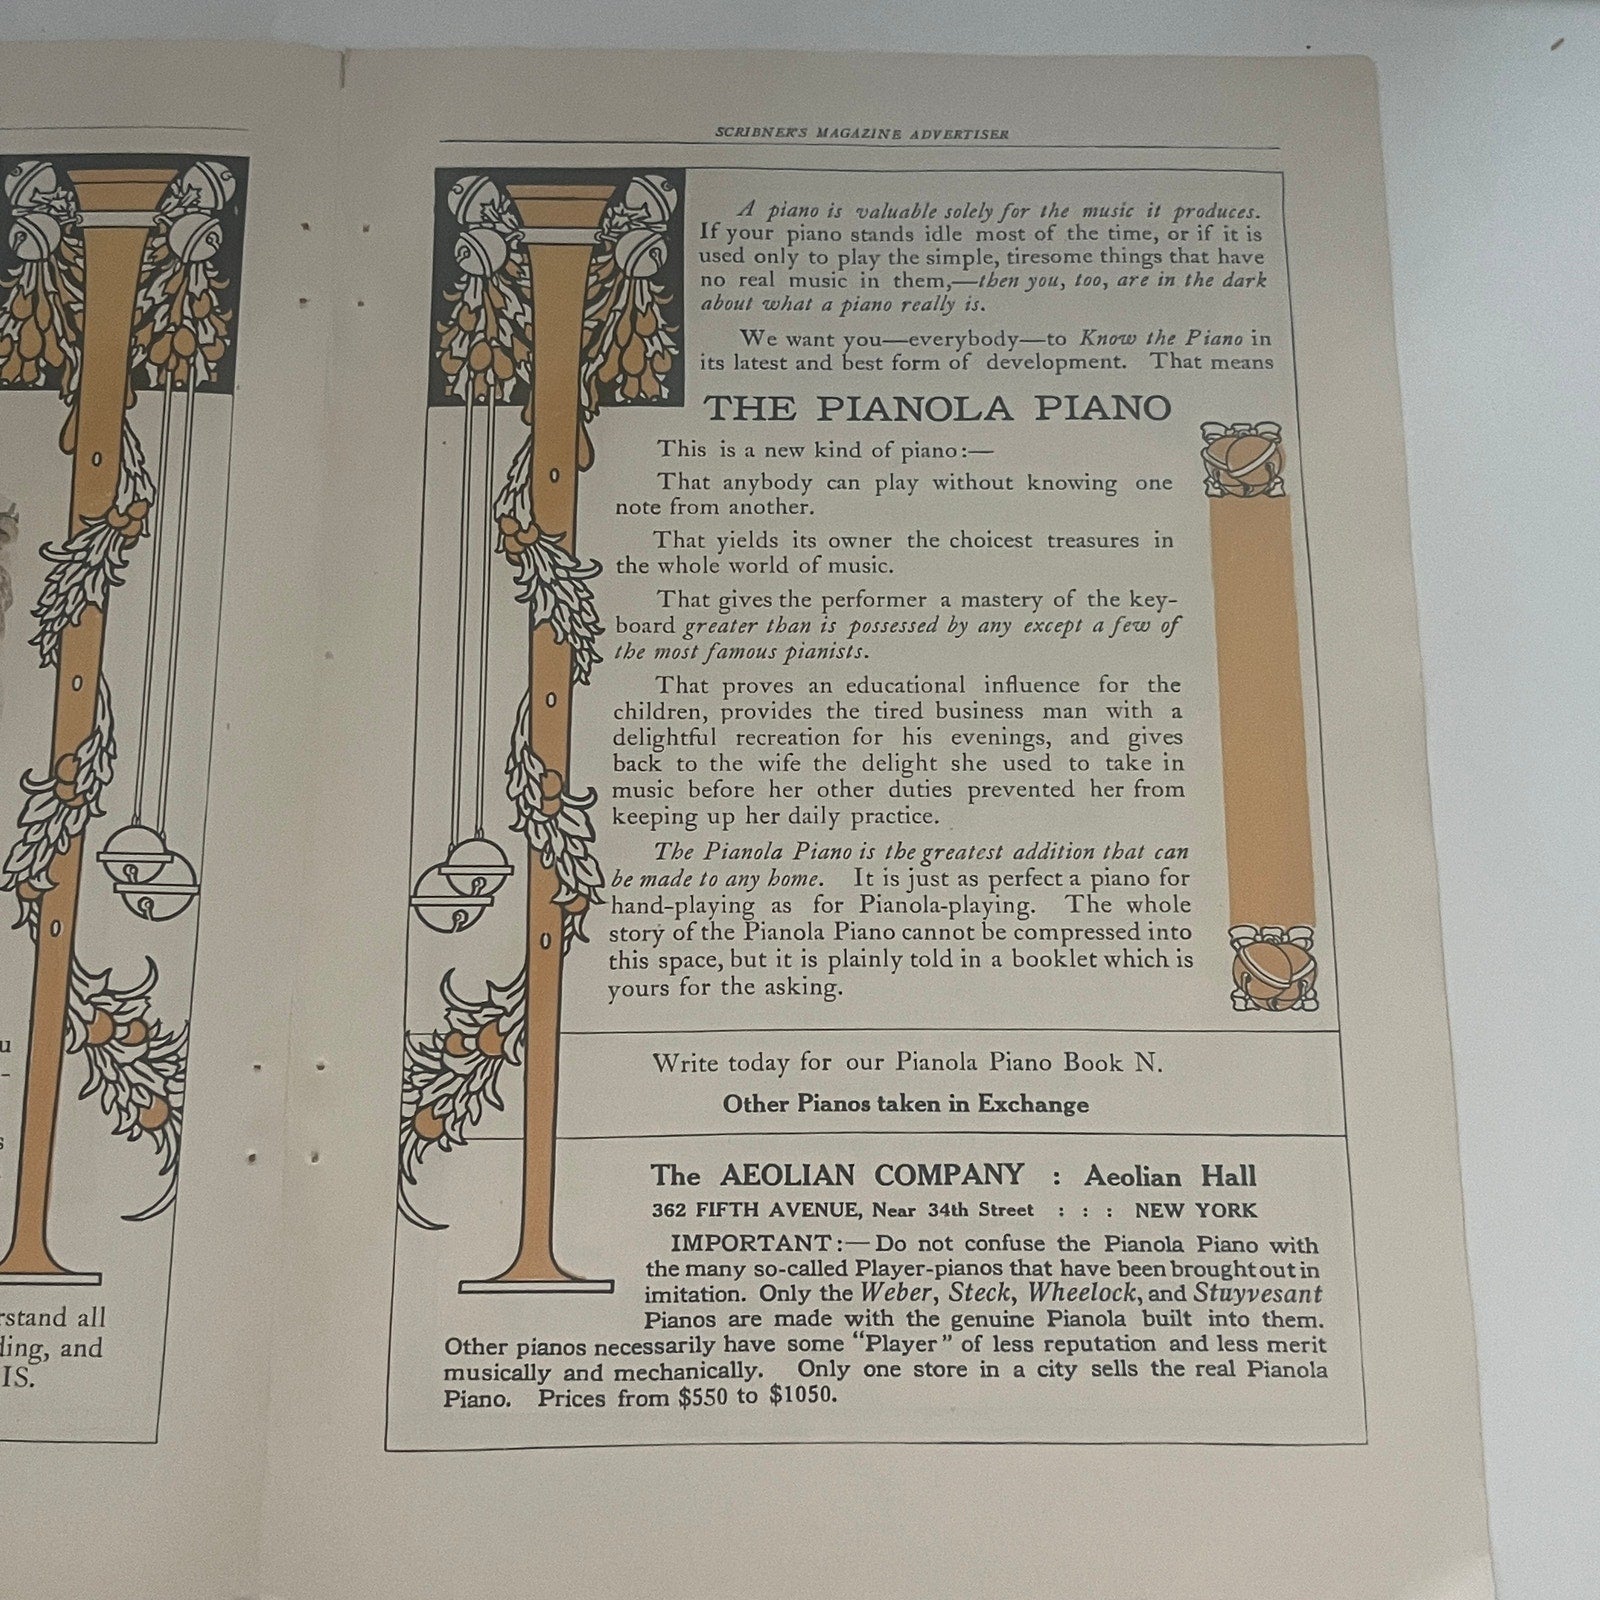 u
-
s
rstand all
ding, and
IS.
SCRIBNER'S MAGAZINE ADVERTISER
A piano is valuable solely for the music it produces.
If your piano stands idle most of the time, or if it is
used only to play the simple, tiresome things that have
no real music in them,—then you, too, are in the dark
about what a piano really is.
We want you—everybody—to Know the Piano in
its latest and best form of development. That means
THE PIANOLA PIANO
This is a new kind of piano:—
That anybody can play without knowing one
note from another.
That yields its owner the choicest treasures in
the whole world of music.
That gives the performer a mastery of the key-
board greater than is possessed by any except a few of
the most famous pianists.
That proves an educational influence for the
children, provides the tired business man with a
delightful recreation for his evenings, and gives
back to the wife the delight she used to take in
music before her other duties prevented her from
keeping up her daily practice.
The Pianola Piano is the greatest addition that can
be made to any home. It is just as perfect a piano for
hand-playing as for Pianola-playing. The whole
story of the Pianola Piano cannot be compressed into
this space, but it is plainly told in a booklet which is
yours for the asking.
Write today for our Pianola Piano Book N.
Other Pianos taken in Exchange
The AEOLIAN COMPANY : Aeolian Hall
362 FIFTH AVENUE, Near 34th Street : : : NEW YORK
IMPORTANT:—Do not confuse the Pianola Piano with
the many so-called Player-pianos that have been brought out in
imitation. Only the Weber, Steck, Wheelock, and Stuyvesant
Pianos are made with the genuine Pianola built into them.
Other pianos necessarily have some "Player" of less reputation and less merit
musically and mechanically. Only one store in a city sells the real Pianola
Piano. Prices from $550 to $1050.